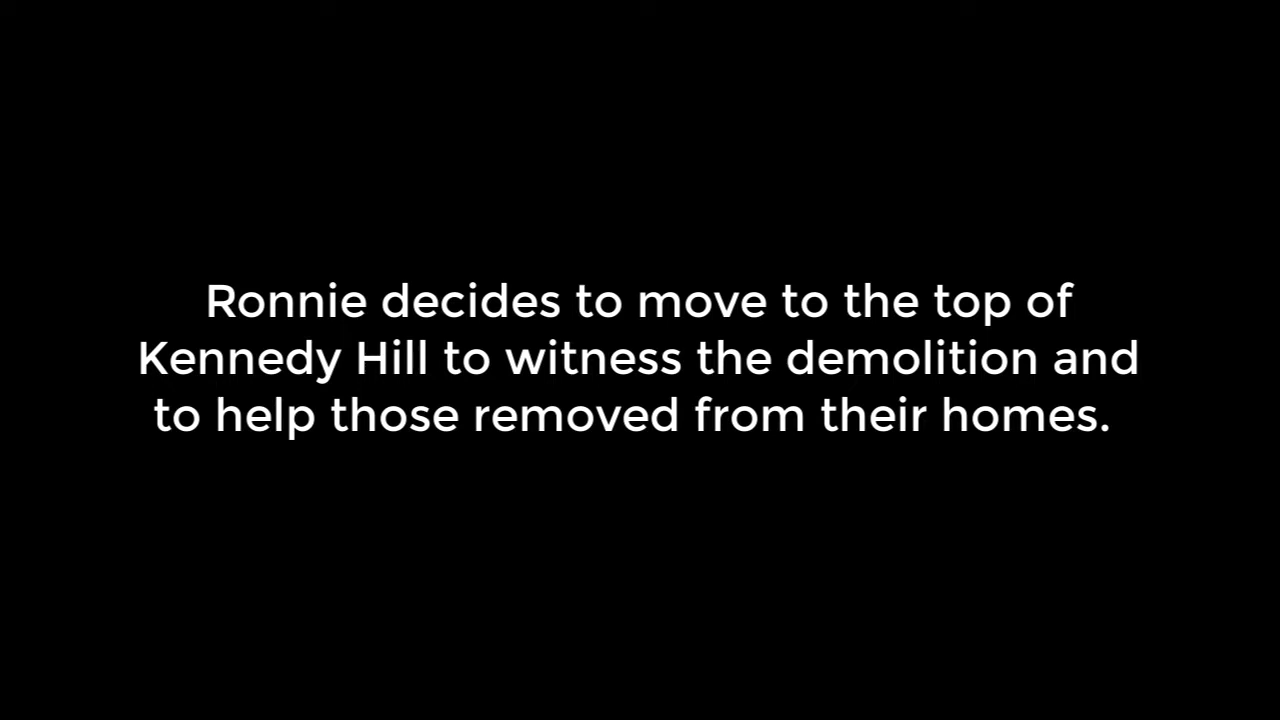 Ronnie decides to move to the top of
Kennedy Hill to witness the demolition and
to help those removed from their homes.